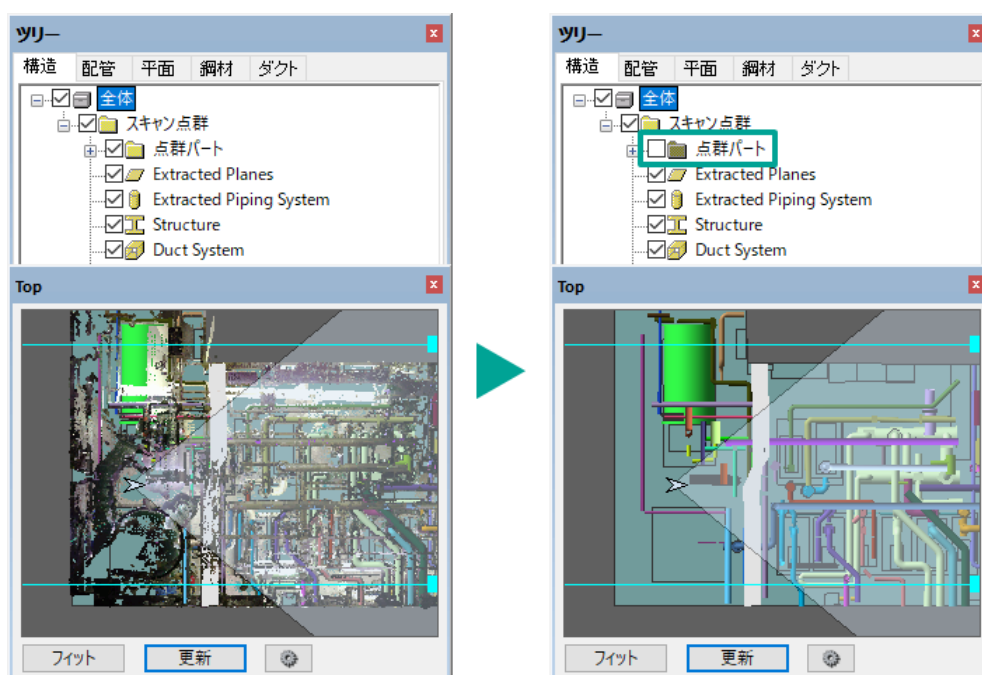 ツリー
構造 配管 平面 鋼材 ダクト
全体
スキャン点群
点群パート
Extracted Planes
Extracted Piping System
Structure
Duct System
Top
フィット 更新
ツリー
構造 配管 平面 鋼材 ダクト
全体
スキャン点群
点群パート
Extracted Planes
Extracted Piping System
Structure
Duct System
Top
フィット 更新